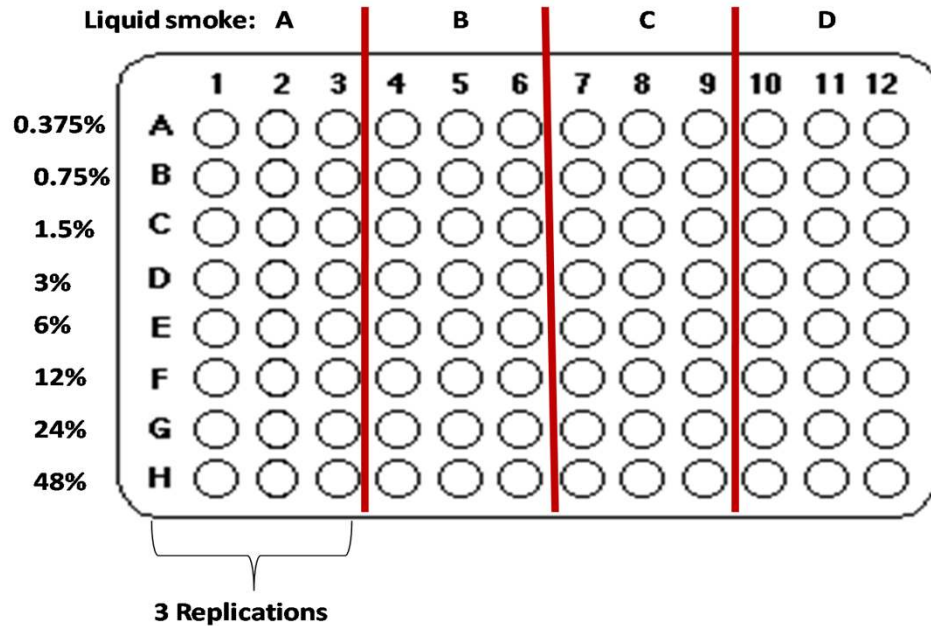 Liquid smoke: A B C D
1 2 3 4 5 6 7 8 9 10 11 12
0.375% A
0.75% B
1.5% C
3% D
6% E
12% F
24% G
48% H
3 Replications